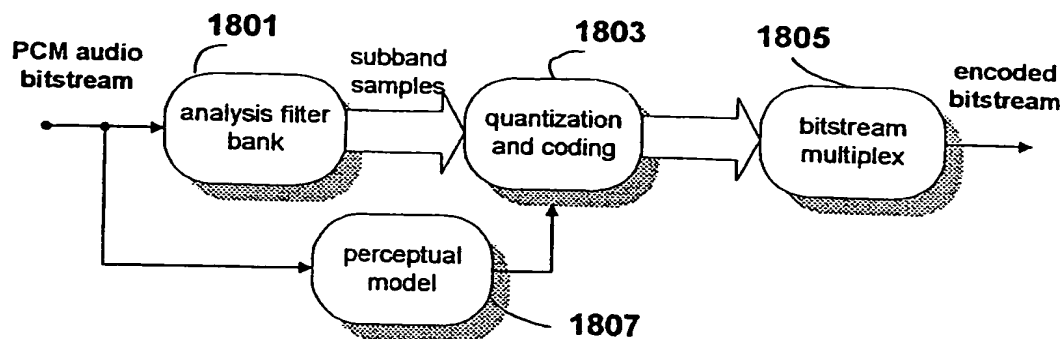 1801
1803
1805
PCM audio
bitstream
subband
samples
encoded
bitstream
analysis filter
bank
quantization
and coding
bitstream
multiplex
perceptual
model
1807